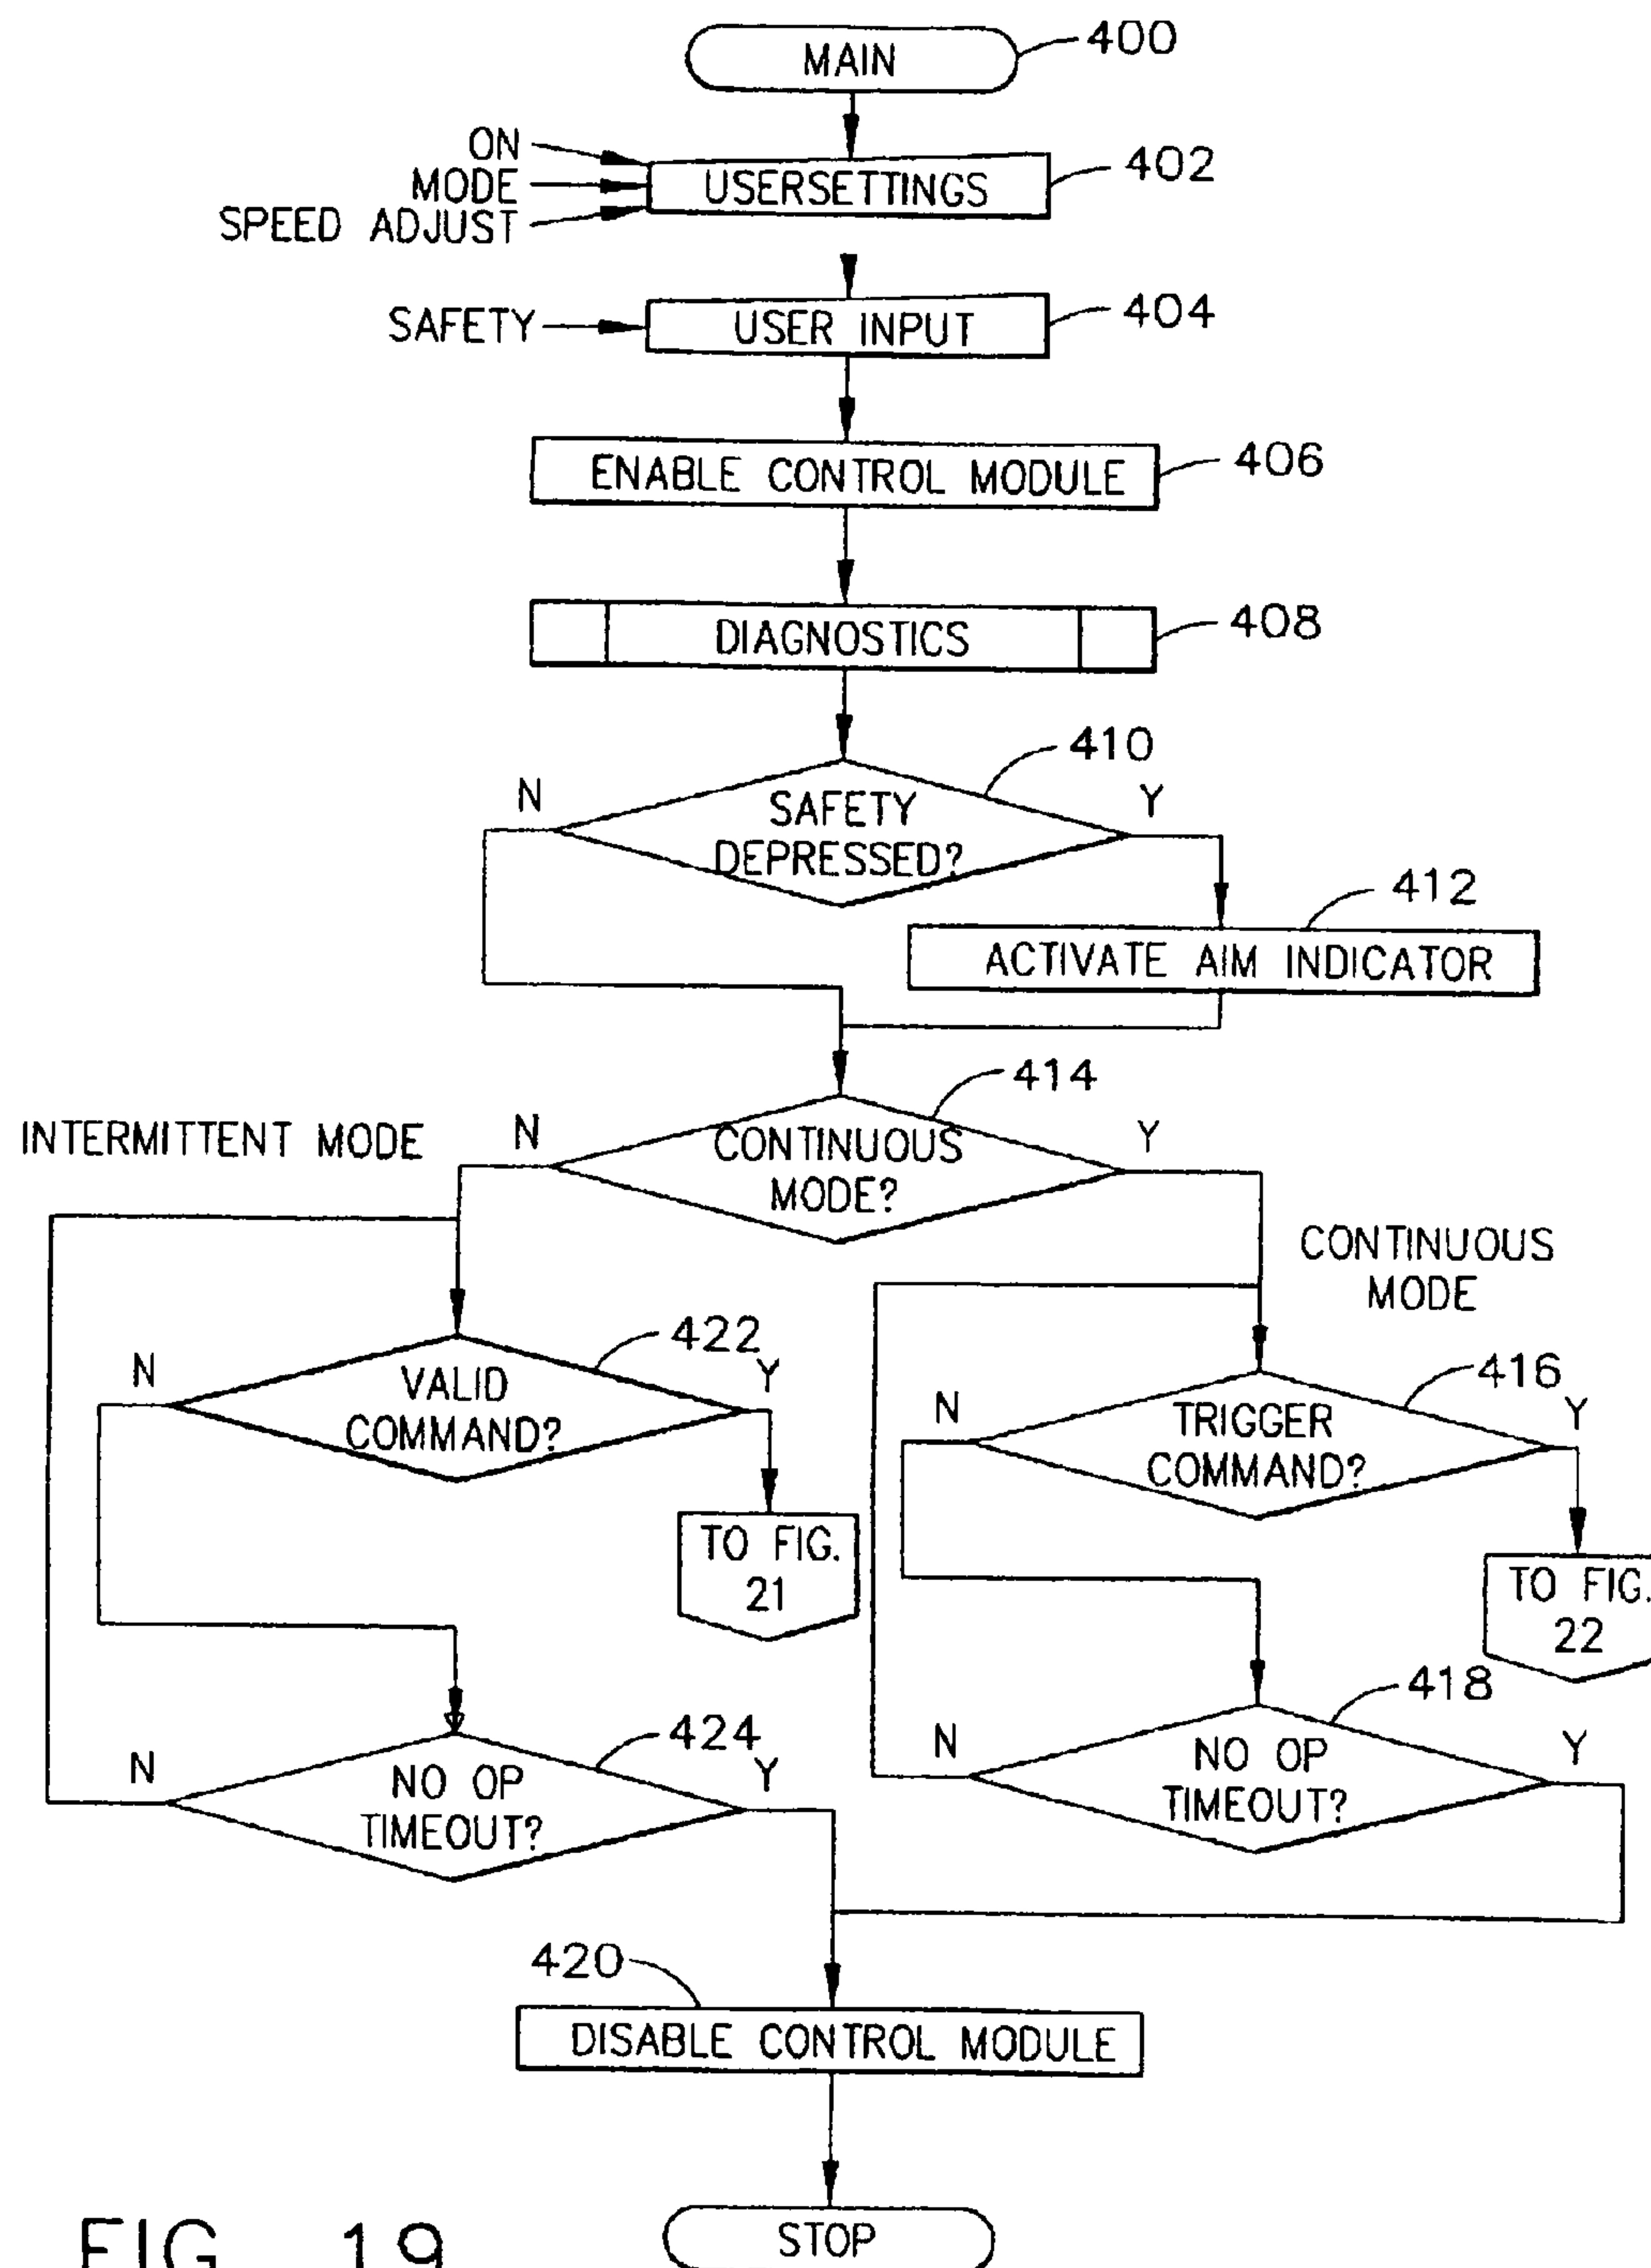 MAIN
400
ON
MODE
SPEED ADJUST
USERSETTINGS
402
SAFETY
USER INPUT
404
ENABLE CONTROL MODULE
406
DIAGNOSTICS
408
410
N
Y
SAFETY
DEPRESSED?
412
ACTIVATE AIM INDICATOR
414
INTERMITTENT MODE
N
Y
CONTINUOUS
MODE?
CONTINUOUS
MODE
422
N
Y
VALID
COMMAND?
TO FIG.
21
416
N
Y
TRIGGER
COMMAND?
TO FIG.
22
424
N
Y
NO OP
TIMEOUT?
418
N
Y
NO OP
TIMEOUT?
420
DISABLE CONTROL MODULE
STOP
FIG. 19